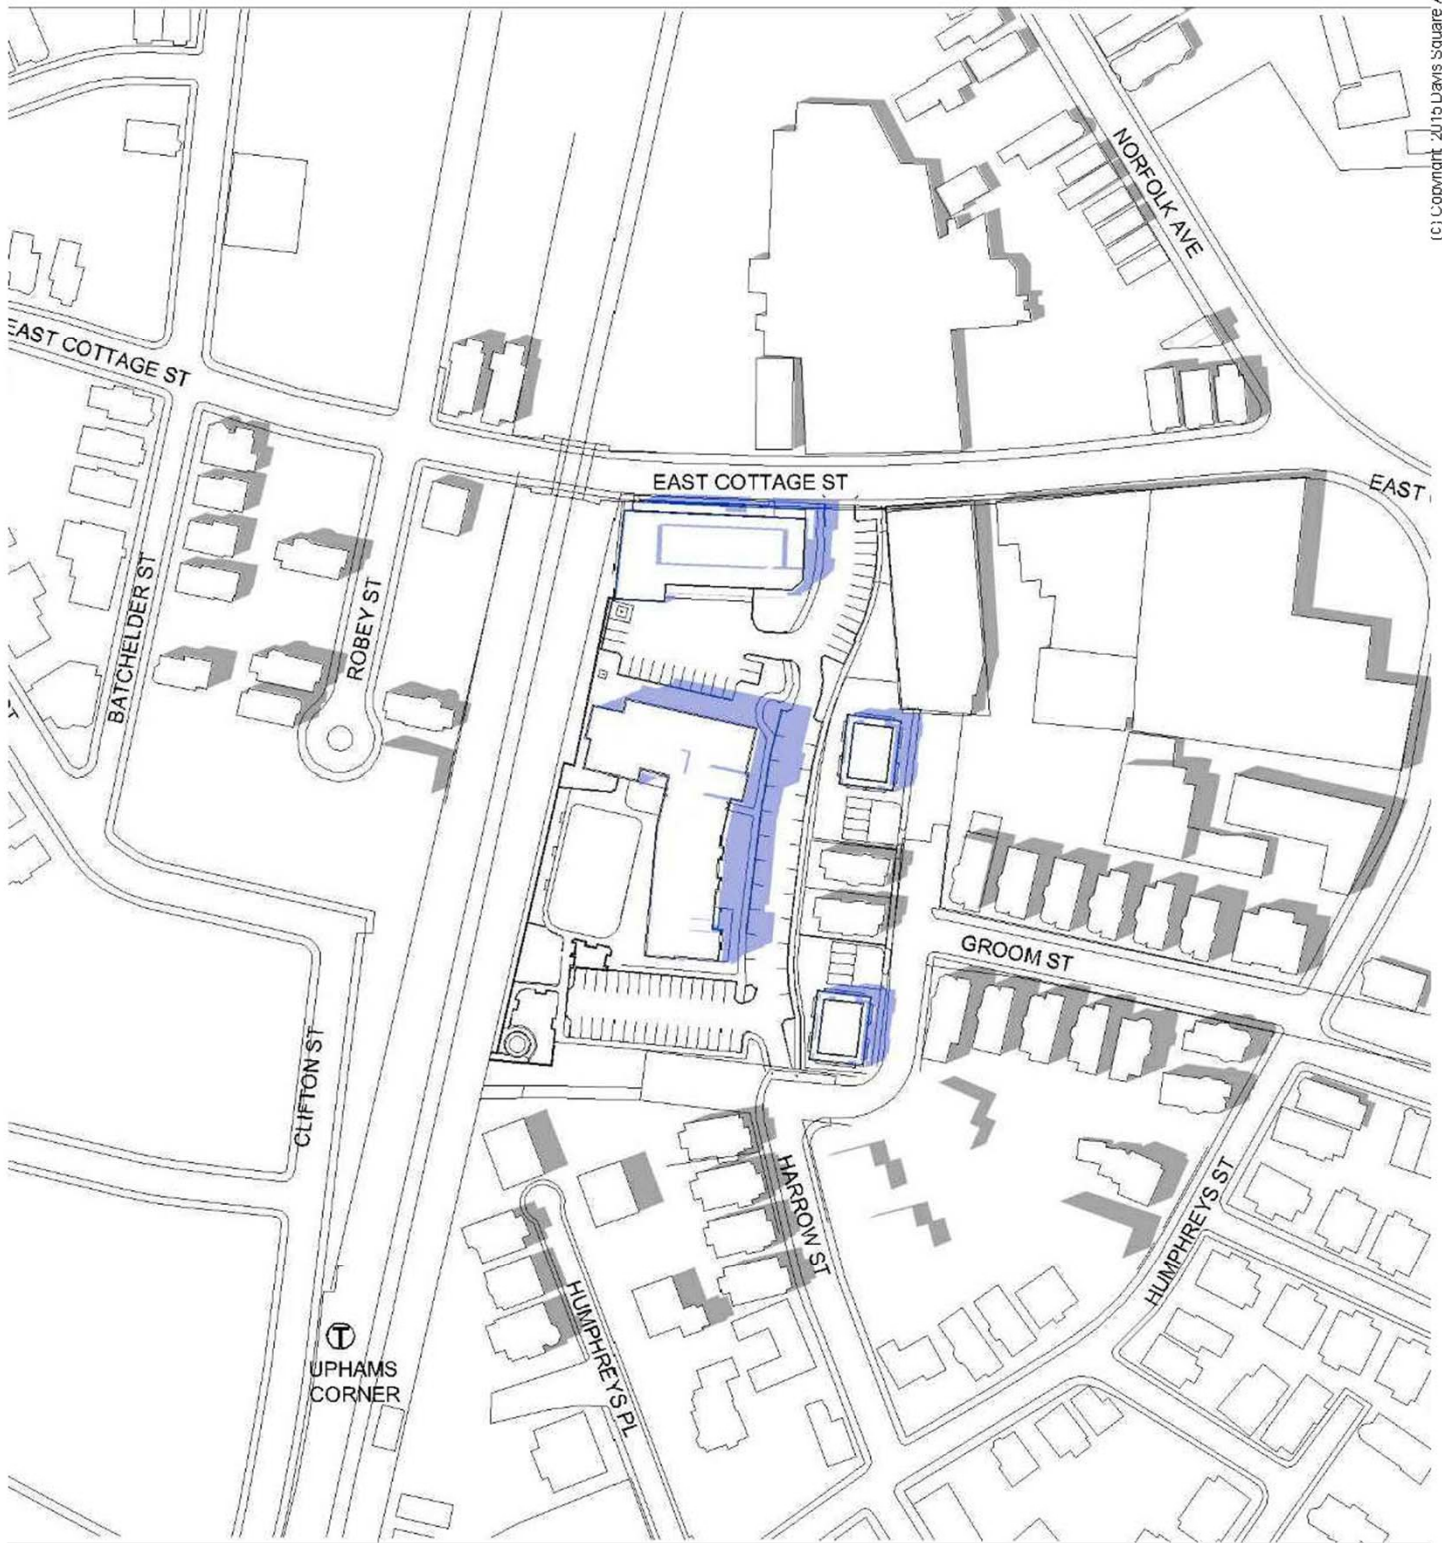 (C) Copyright 2015 Davis Square
NORFOLK AVE
EAST COTTAGE ST
EAST COTTAGE ST
EAST
BATCHELDER ST
ROBEY ST
GROOM ST
CLIFTON ST
HARROW ST
HUMPHREYS ST
HUMPHREYS PL
T
UPHAMS
CORNER